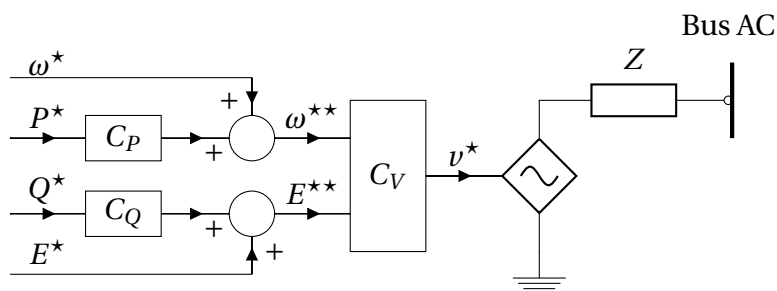 Bus AC
Z
ω⋆
+
P⋆
C_P
+
ω⋆⋆
C_V
v⋆
Q⋆
C_Q
+
E⋆⋆
+
E⋆